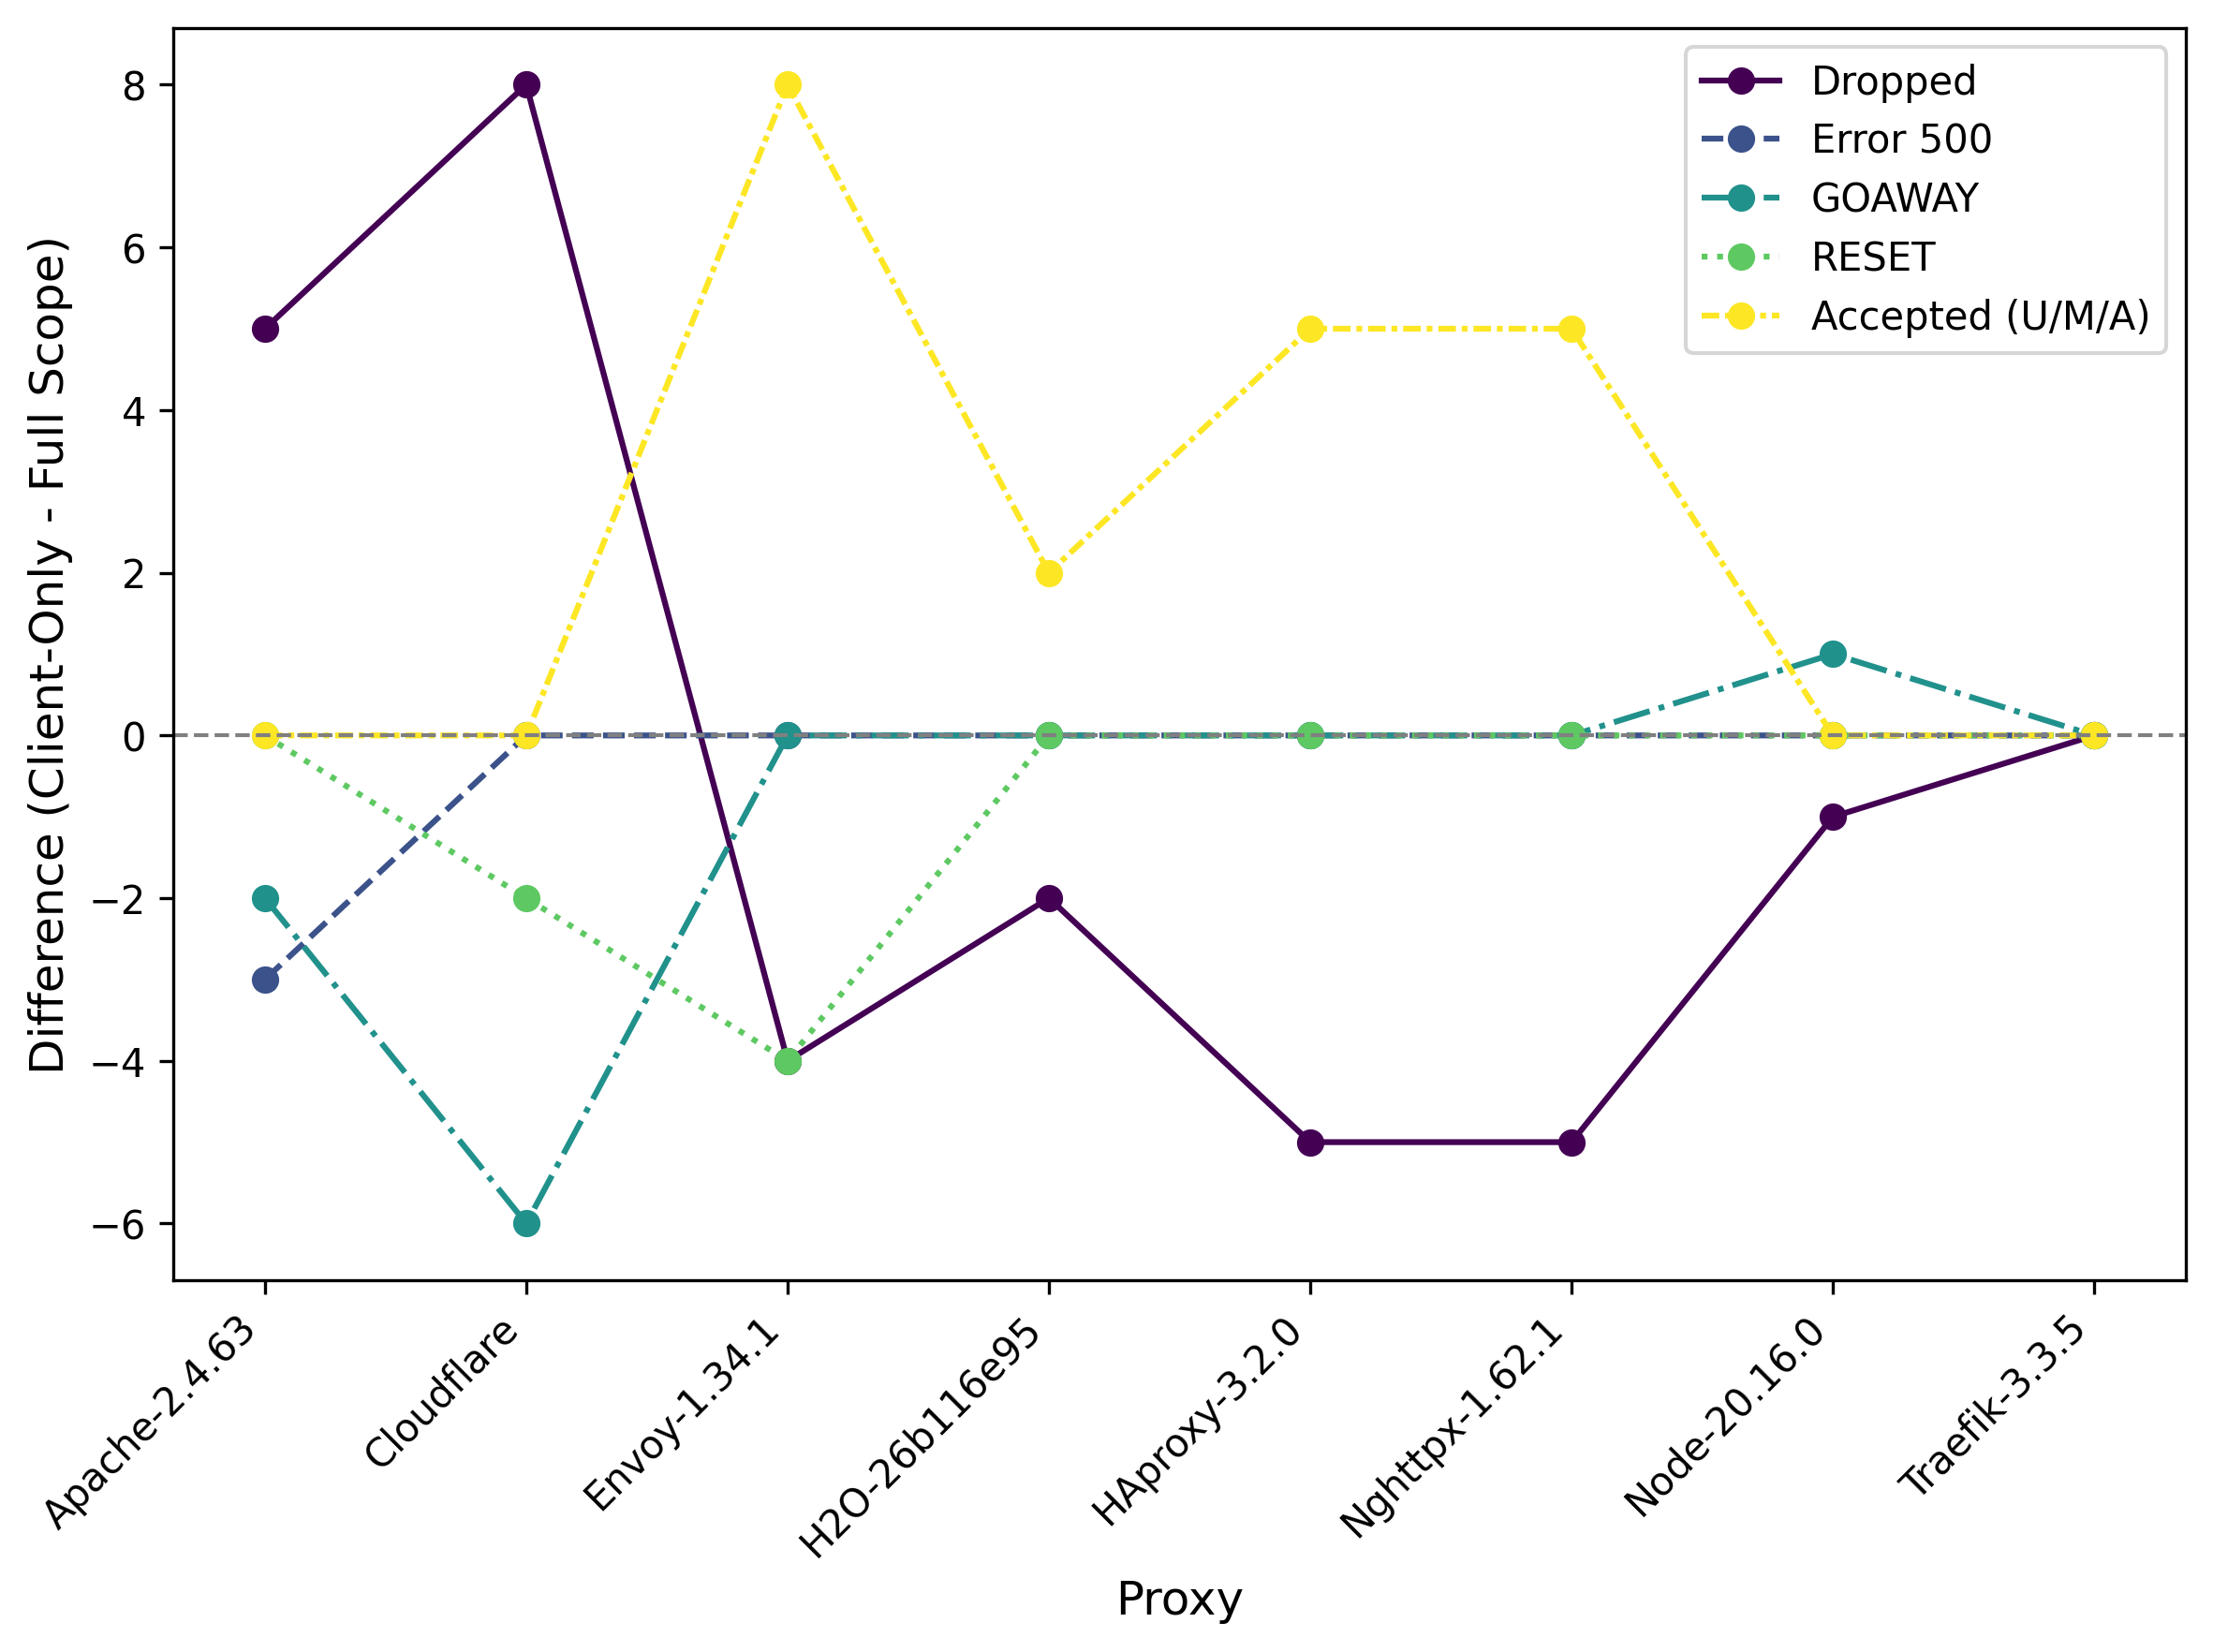 Difference (Client-Only - Full Scope)
8
6
4
2
0
−2
−4
−6
Dropped
Error 500
GOAWAY
RESET
Accepted (U/M/A)
Apache-2.4.63
Cloudflare
Envoy-1.34.1
H2O-26b116e95
HAproxy-3.2.0
Nghttpx-1.62.1
Node-20.16.0
Traefik-3.3.5
Proxy